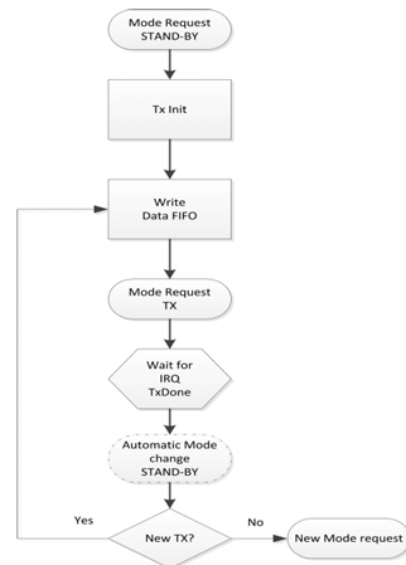 Mode Request
STAND-BY
Tx Init
Write
Data FIFO
Mode Request
TX
Wait for
IRQ
TxDone
Automatic Mode
change
STAND-BY
Yes
New TX?
No
New Mode request